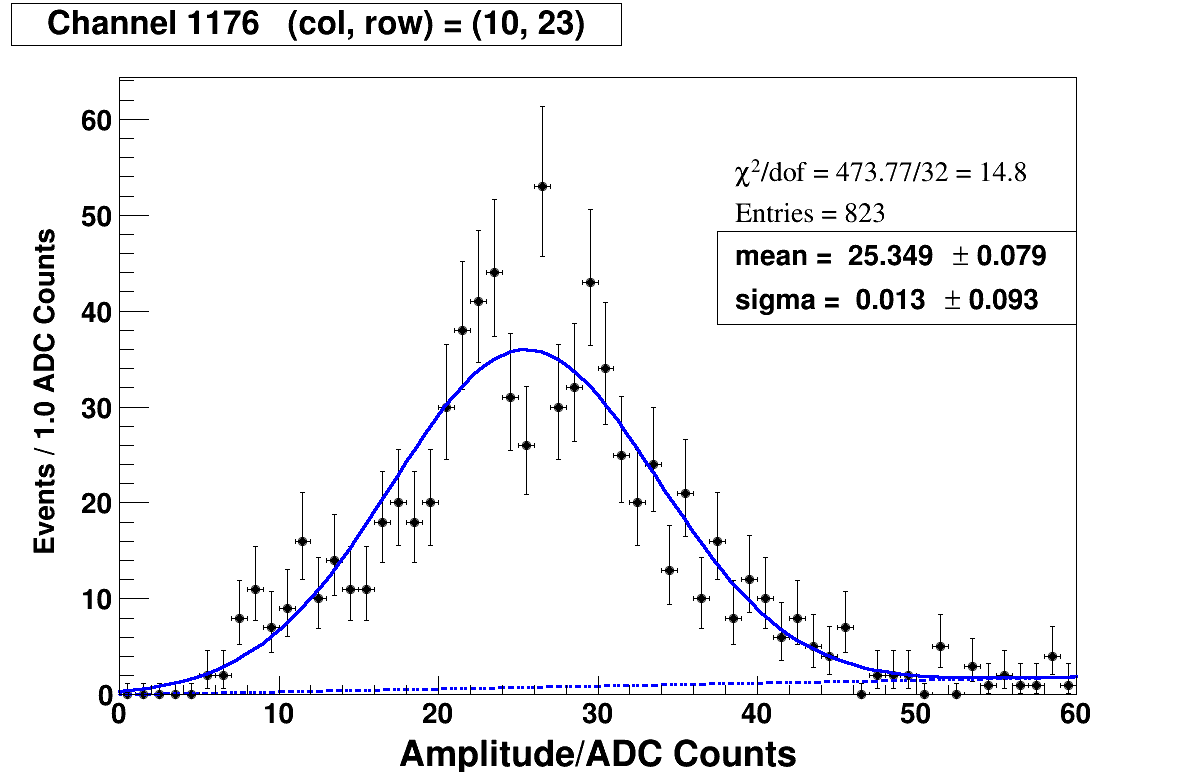 Channel 1176 (col, row) = (10, 23)
χ²/dof = 473.77/32 = 14.8
Entries = 823
mean = 25.349 ± 0.079
sigma = 0.013 ± 0.093
Events / 1.0 ADC Counts
60
50
40
30
20
10
0
0 10 20 30 40 50 60
Amplitude/ADC Counts